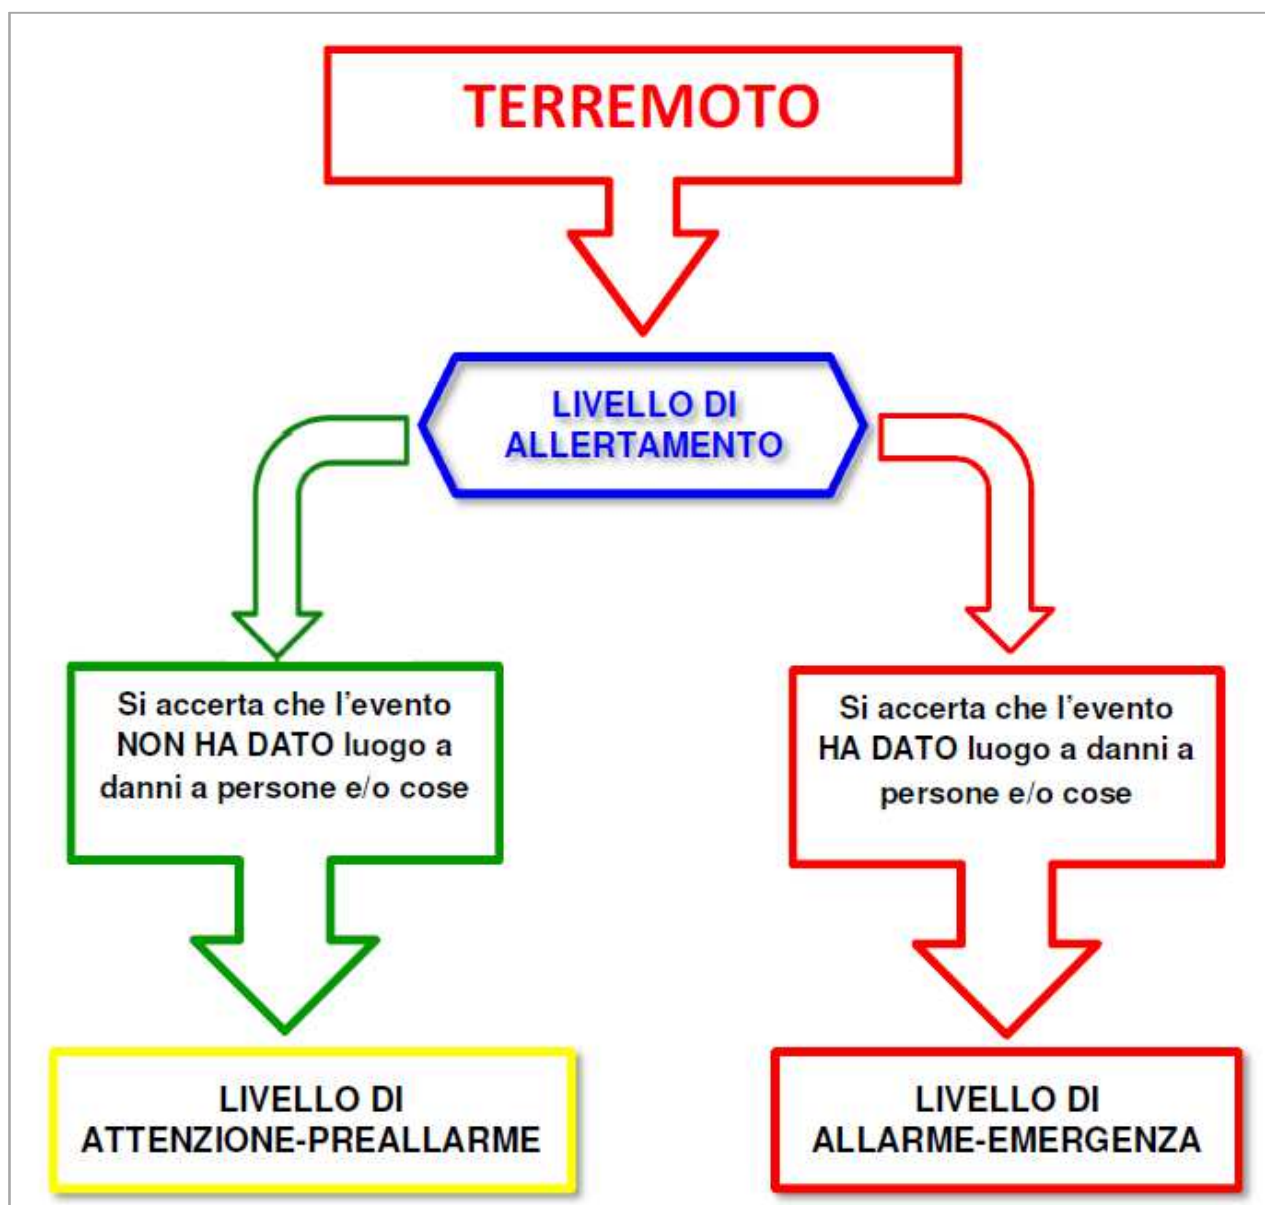 TERREMOTO
LIVELLO DI
ALLERTAMENTO
Si accerta che l'evento
NON HA DATO luogo a
danni a persone e/o cose
Si accerta che l'evento
HA DATO luogo a danni a
persone e/o cose
LIVELLO DI
ATTENZIONE-PREALLARME
LIVELLO DI
ALLARME-EMERGENZA